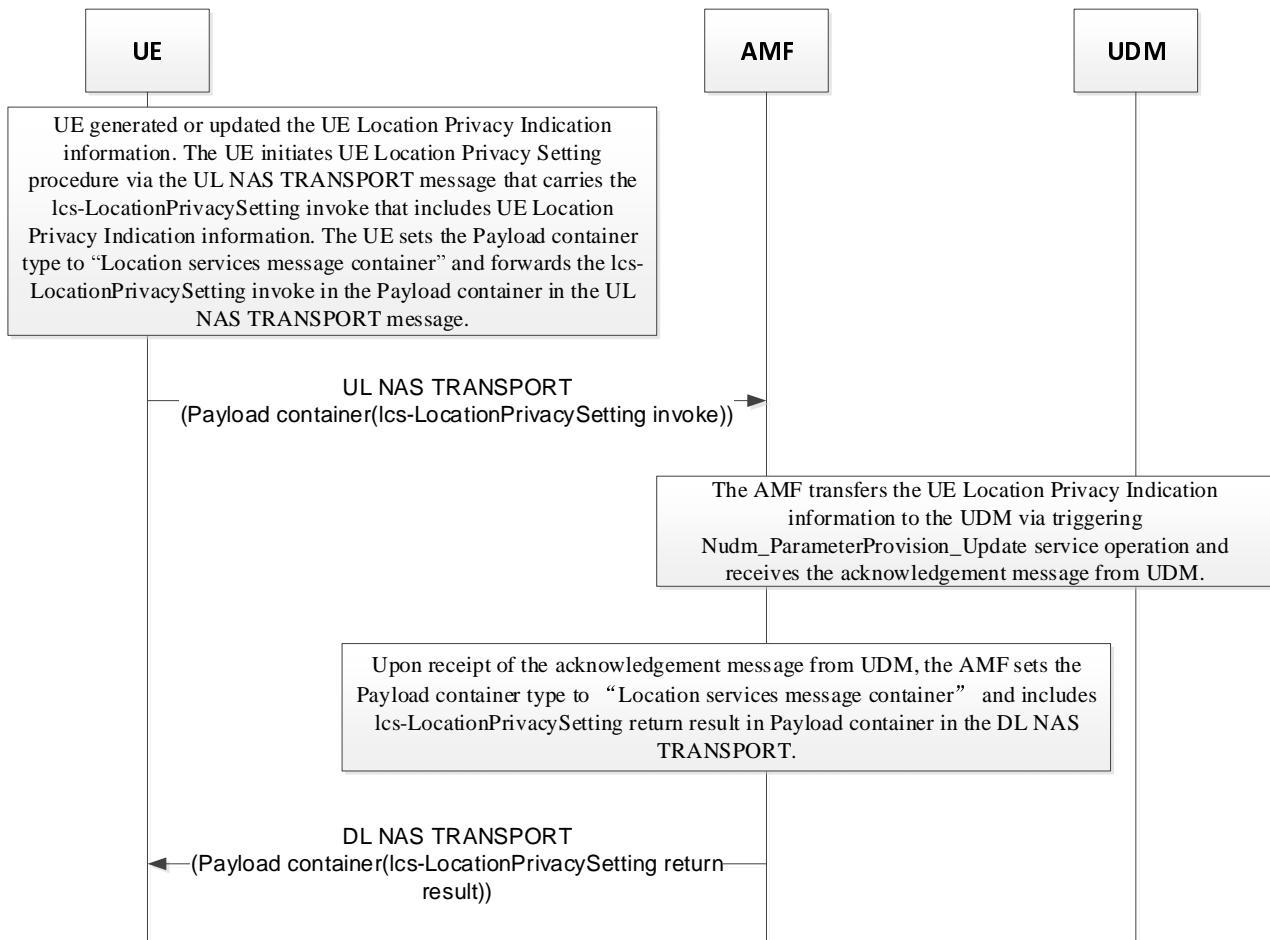 UE
AMF
UDM
UE generated or updated the UE Location Privacy Indication
information. The UE initiates UE Location Privacy Setting
procedure via the UL NAS TRANSPORT message that carries the
lcs-LocationPrivacySetting invoke that includes UE Location
Privacy Indication information. The UE sets the Payload container
type to “Location services message container” and forwards the lcs-
LocationPrivacySetting invoke in the Payload container in the UL
NAS TRANSPORT message.
UL NAS TRANSPORT
(Payload container(lcs-LocationPrivacySetting invoke))
The AMF transfers the UE Location Privacy Indication
information to the UDM via triggering
Nudm_ParameterProvision_Update service operation and
receives the acknowledgement message from UDM.
Upon receipt of the acknowledgement message from UDM, the AMF sets the
Payload container type to “Location services message container” and includes
lcs-LocationPrivacySetting return result in Payload container in the DL NAS
TRANSPORT.
DL NAS TRANSPORT
(Payload container(lcs-LocationPrivacySetting return
result))